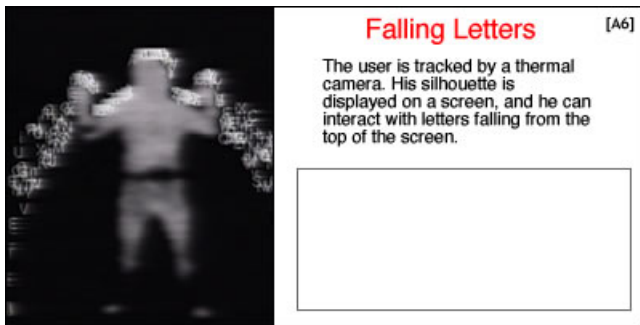 Falling Letters
[A6]
The user is tracked by a thermal
camera. His silhouette is
displayed on a screen, and he can
interact with letters falling from the
top of the screen.